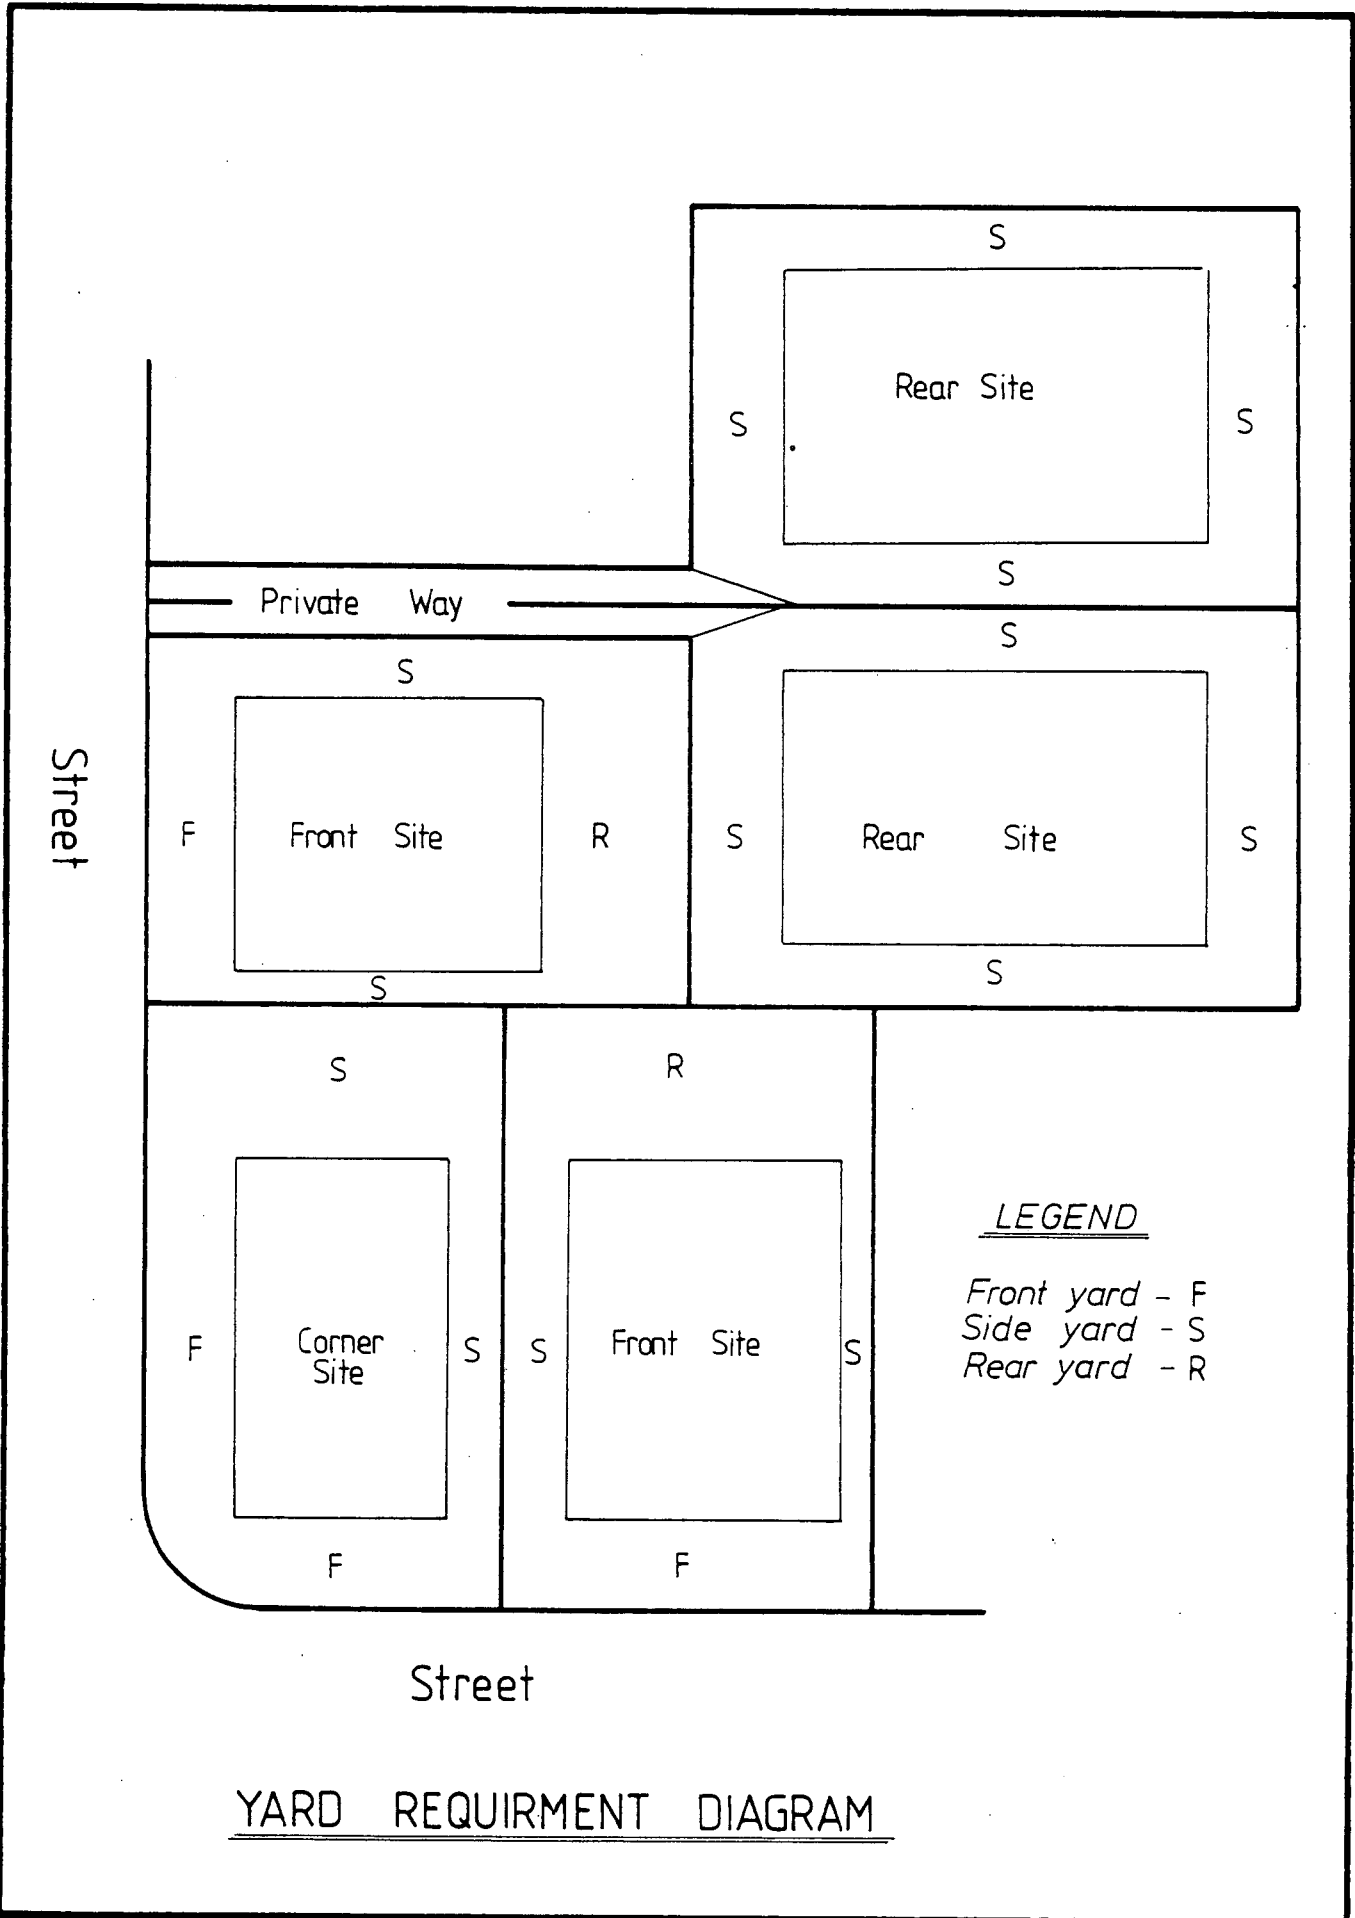 S
Rear Site
S
S
S
Private Way
S
S
Street
F
Front Site
R
S
Rear Site
S
S
S
S
R
LEGEND
Front yard - F
Side yard - S
Rear yard - R
F
Corner
Site
S
S
Front Site
S
F
F
Street
YARD REQUIRMENT DIAGRAM